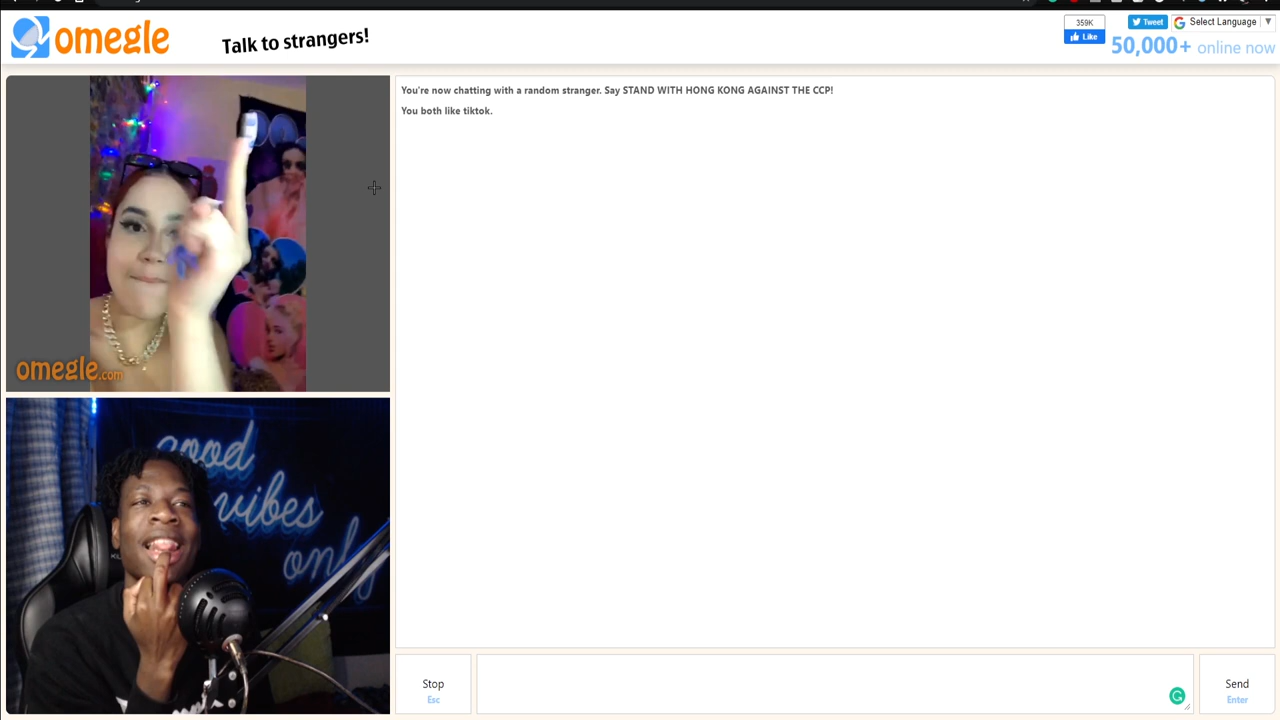 omegle
Talk to strangers!
359K
Like
Tweet
Select Language
50,000+ online now
You're now chatting with a random stranger. Say STAND WITH HONG KONG AGAINST THE CCP!
You both like tiktok.
omegle.com
good
vibes
only
Stop
Esc
Send
Enter